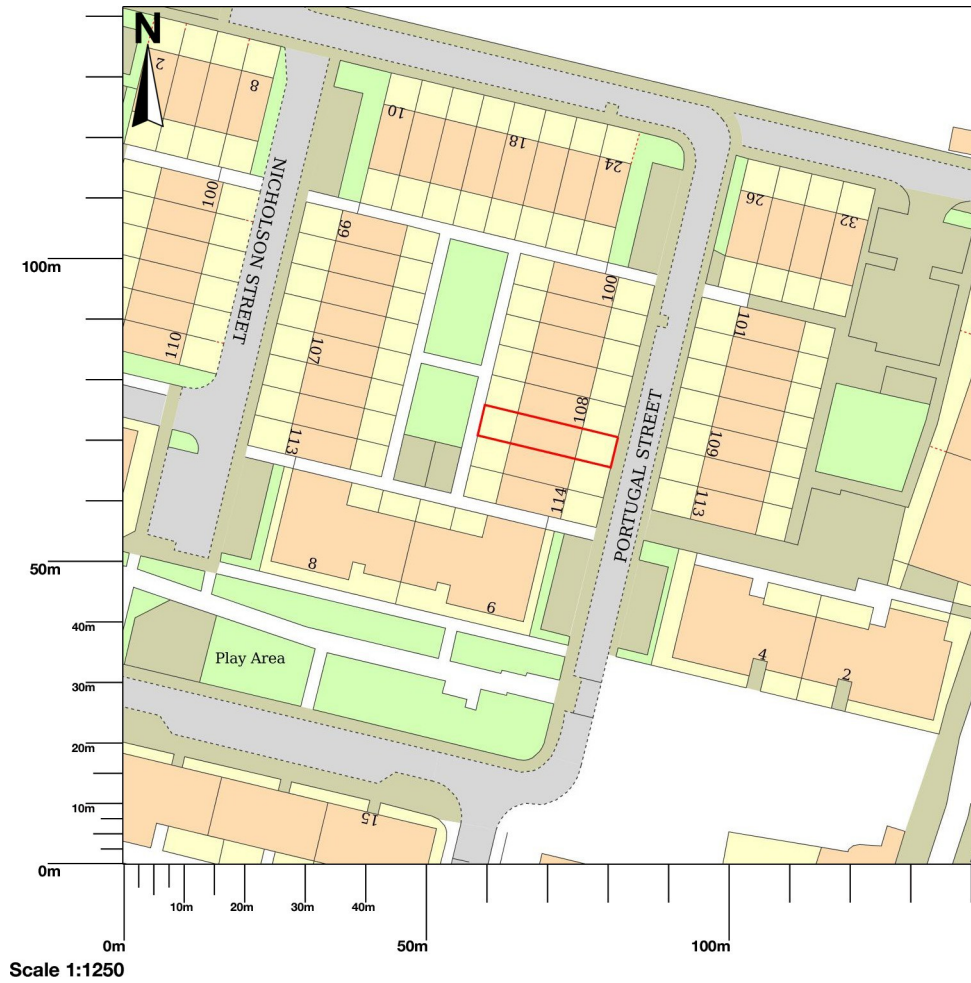 N
2
8
10
18
24
26
32
100
NICHOLSON STREET
99
100
101
100m
107
110
108
PORTUGAL STREET
109
113
114
113
50m
8
6
40m
4
2
Play Area
30m
20m
10m
15
0m
10m 20m 30m 40m
0m 50m 100m
Scale 1:1250